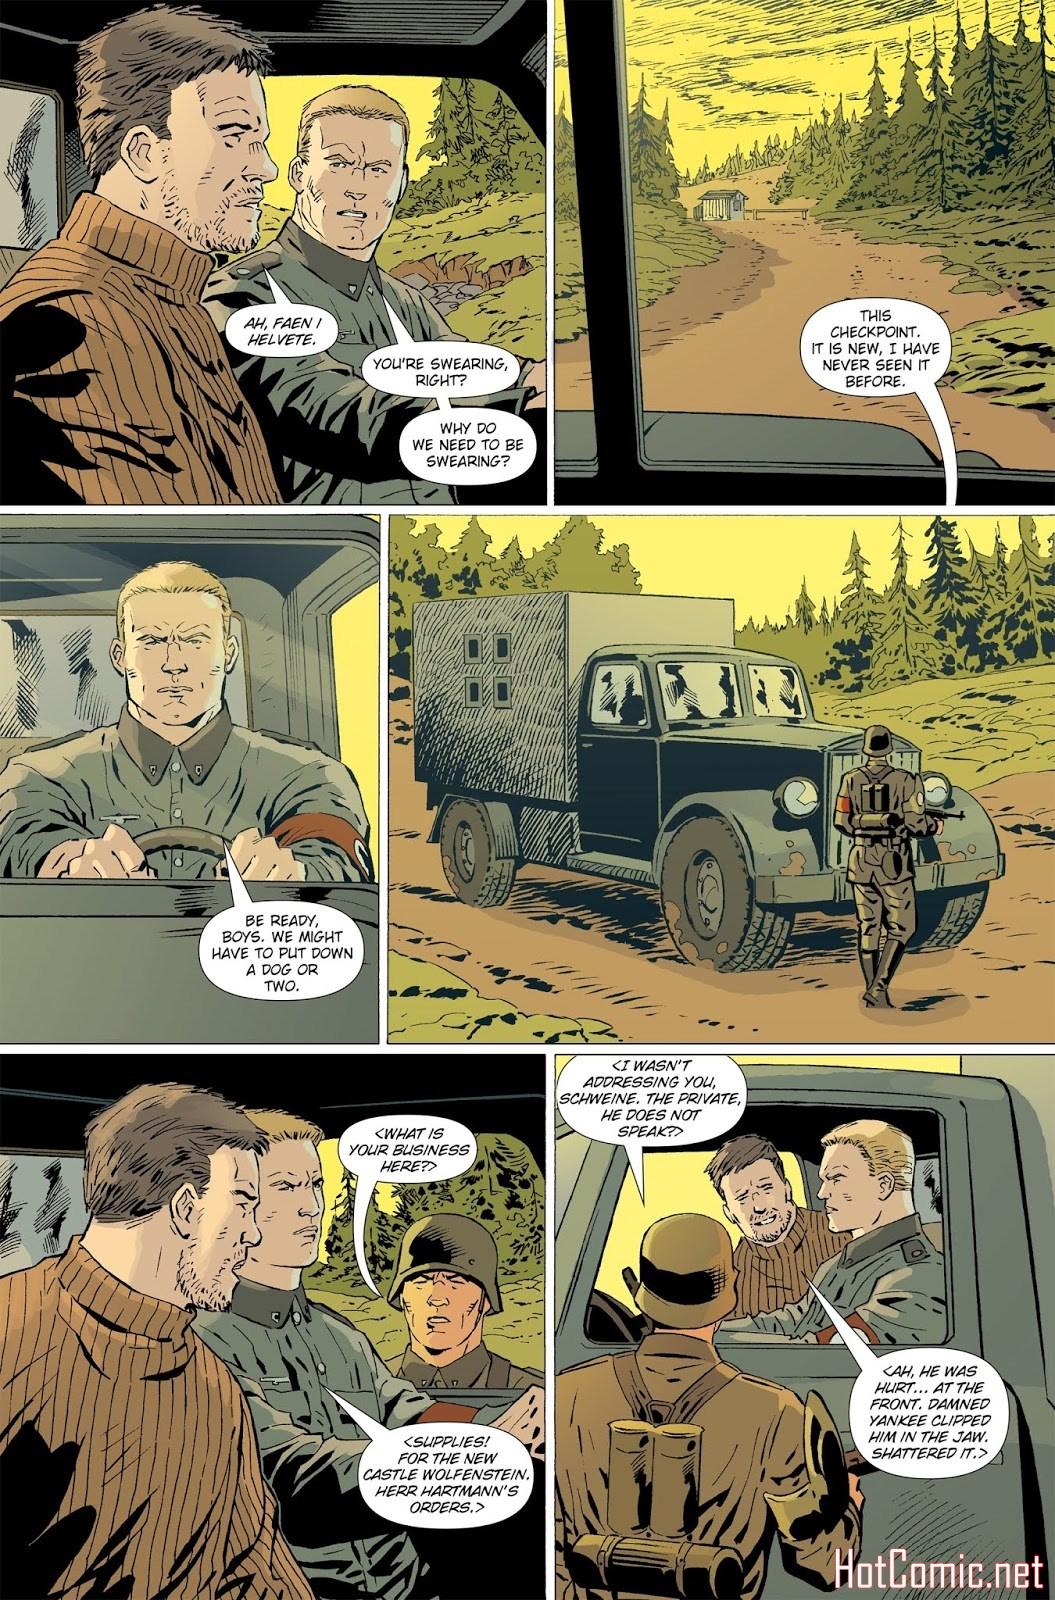 AH, FAEN I
HELVETE.
YOU'RE SWEARING,
RIGHT?
WHY DO
WE NEED TO BE
SWEARING?
THIS
CHECKPOINT.
IT IS NEW, I HAVE
NEVER SEEN IT
BEFORE.
BE READY,
BOYS. WE MIGHT
HAVE TO PUT DOWN
A DOG OR
TWO.
<WHAT IS
YOUR BUSINESS
HERE?>
<SUPPLIES!
FOR THE NEW
CASTLE WOLFENSTEIN.
HERR HARTMANN'S
ORDERS.>
<I WASN'T
ADDRESSING YOU,
SCHWEINE. THE PRIVATE,
HE DOES NOT
SPEAK?>
<AH, HE WAS
HURT... AT THE
FRONT. DAMNED
YANKEE CLIPPED
HIM IN THE JAW.
SHATTERED IT.>
HotComic.net